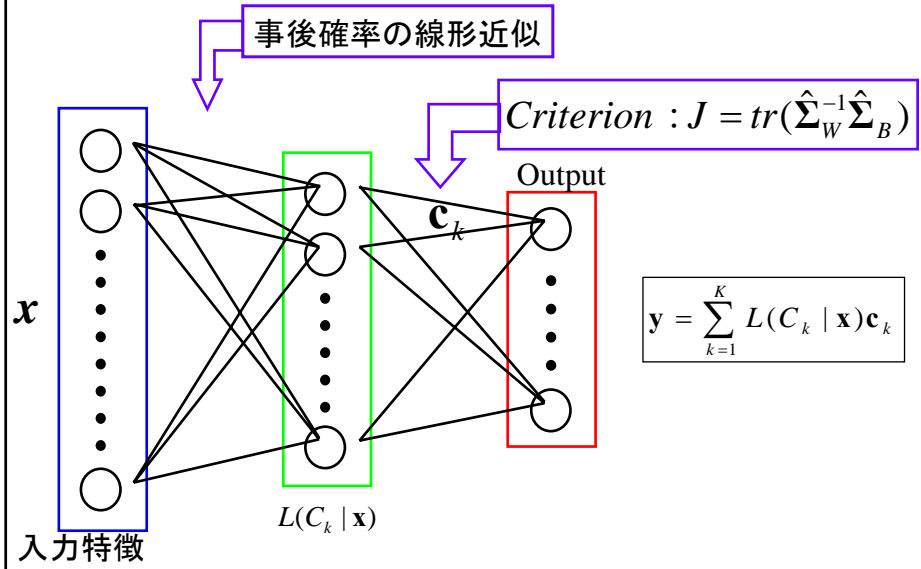 事後確率の線形近似
Criterion : J = tr(Σ̂_W^{-1} Σ̂_B)
Output
c_k
x
y = \sum_{k=1}^{K} L(C_k | x)c_k
L(C_k | x)
入力特徴